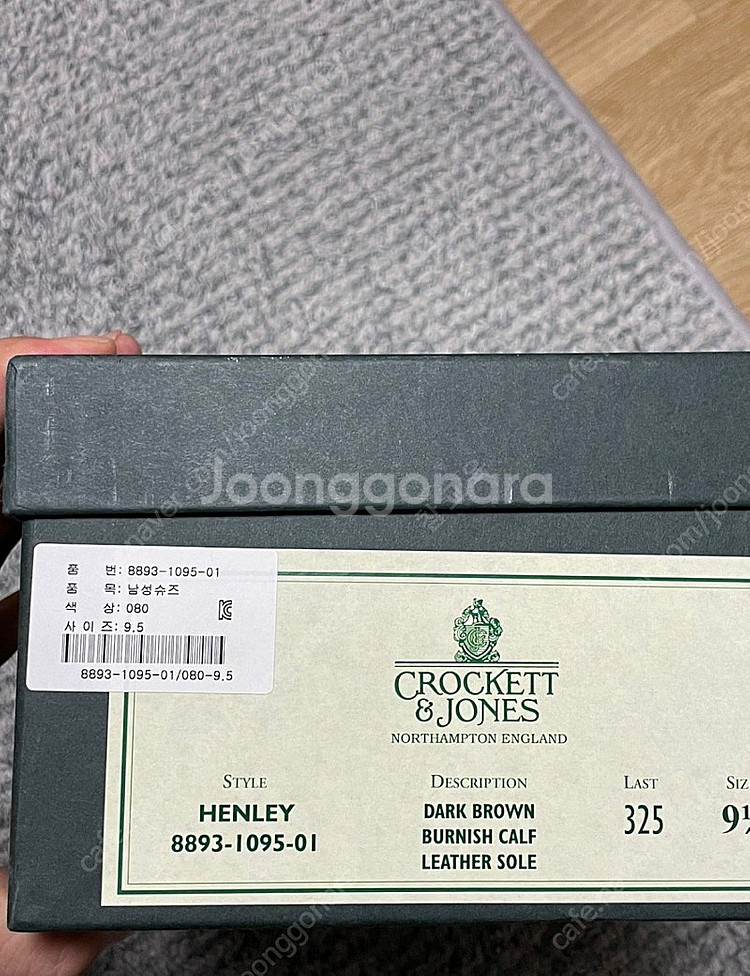 Joonggonara
품 번: 8893-1095-01
품 목: 남성슈즈
색 상: 080
사 이 즈: 9.5
8893-1095-01/080-9.5
CROCKETT
& JONES
NORTHAMPTON ENGLAND
STYLE
HENLEY
8893-1095-01
DESCRIPTION
DARK BROWN
BURNISH CALF
LEATHER SOLE
LAST
325